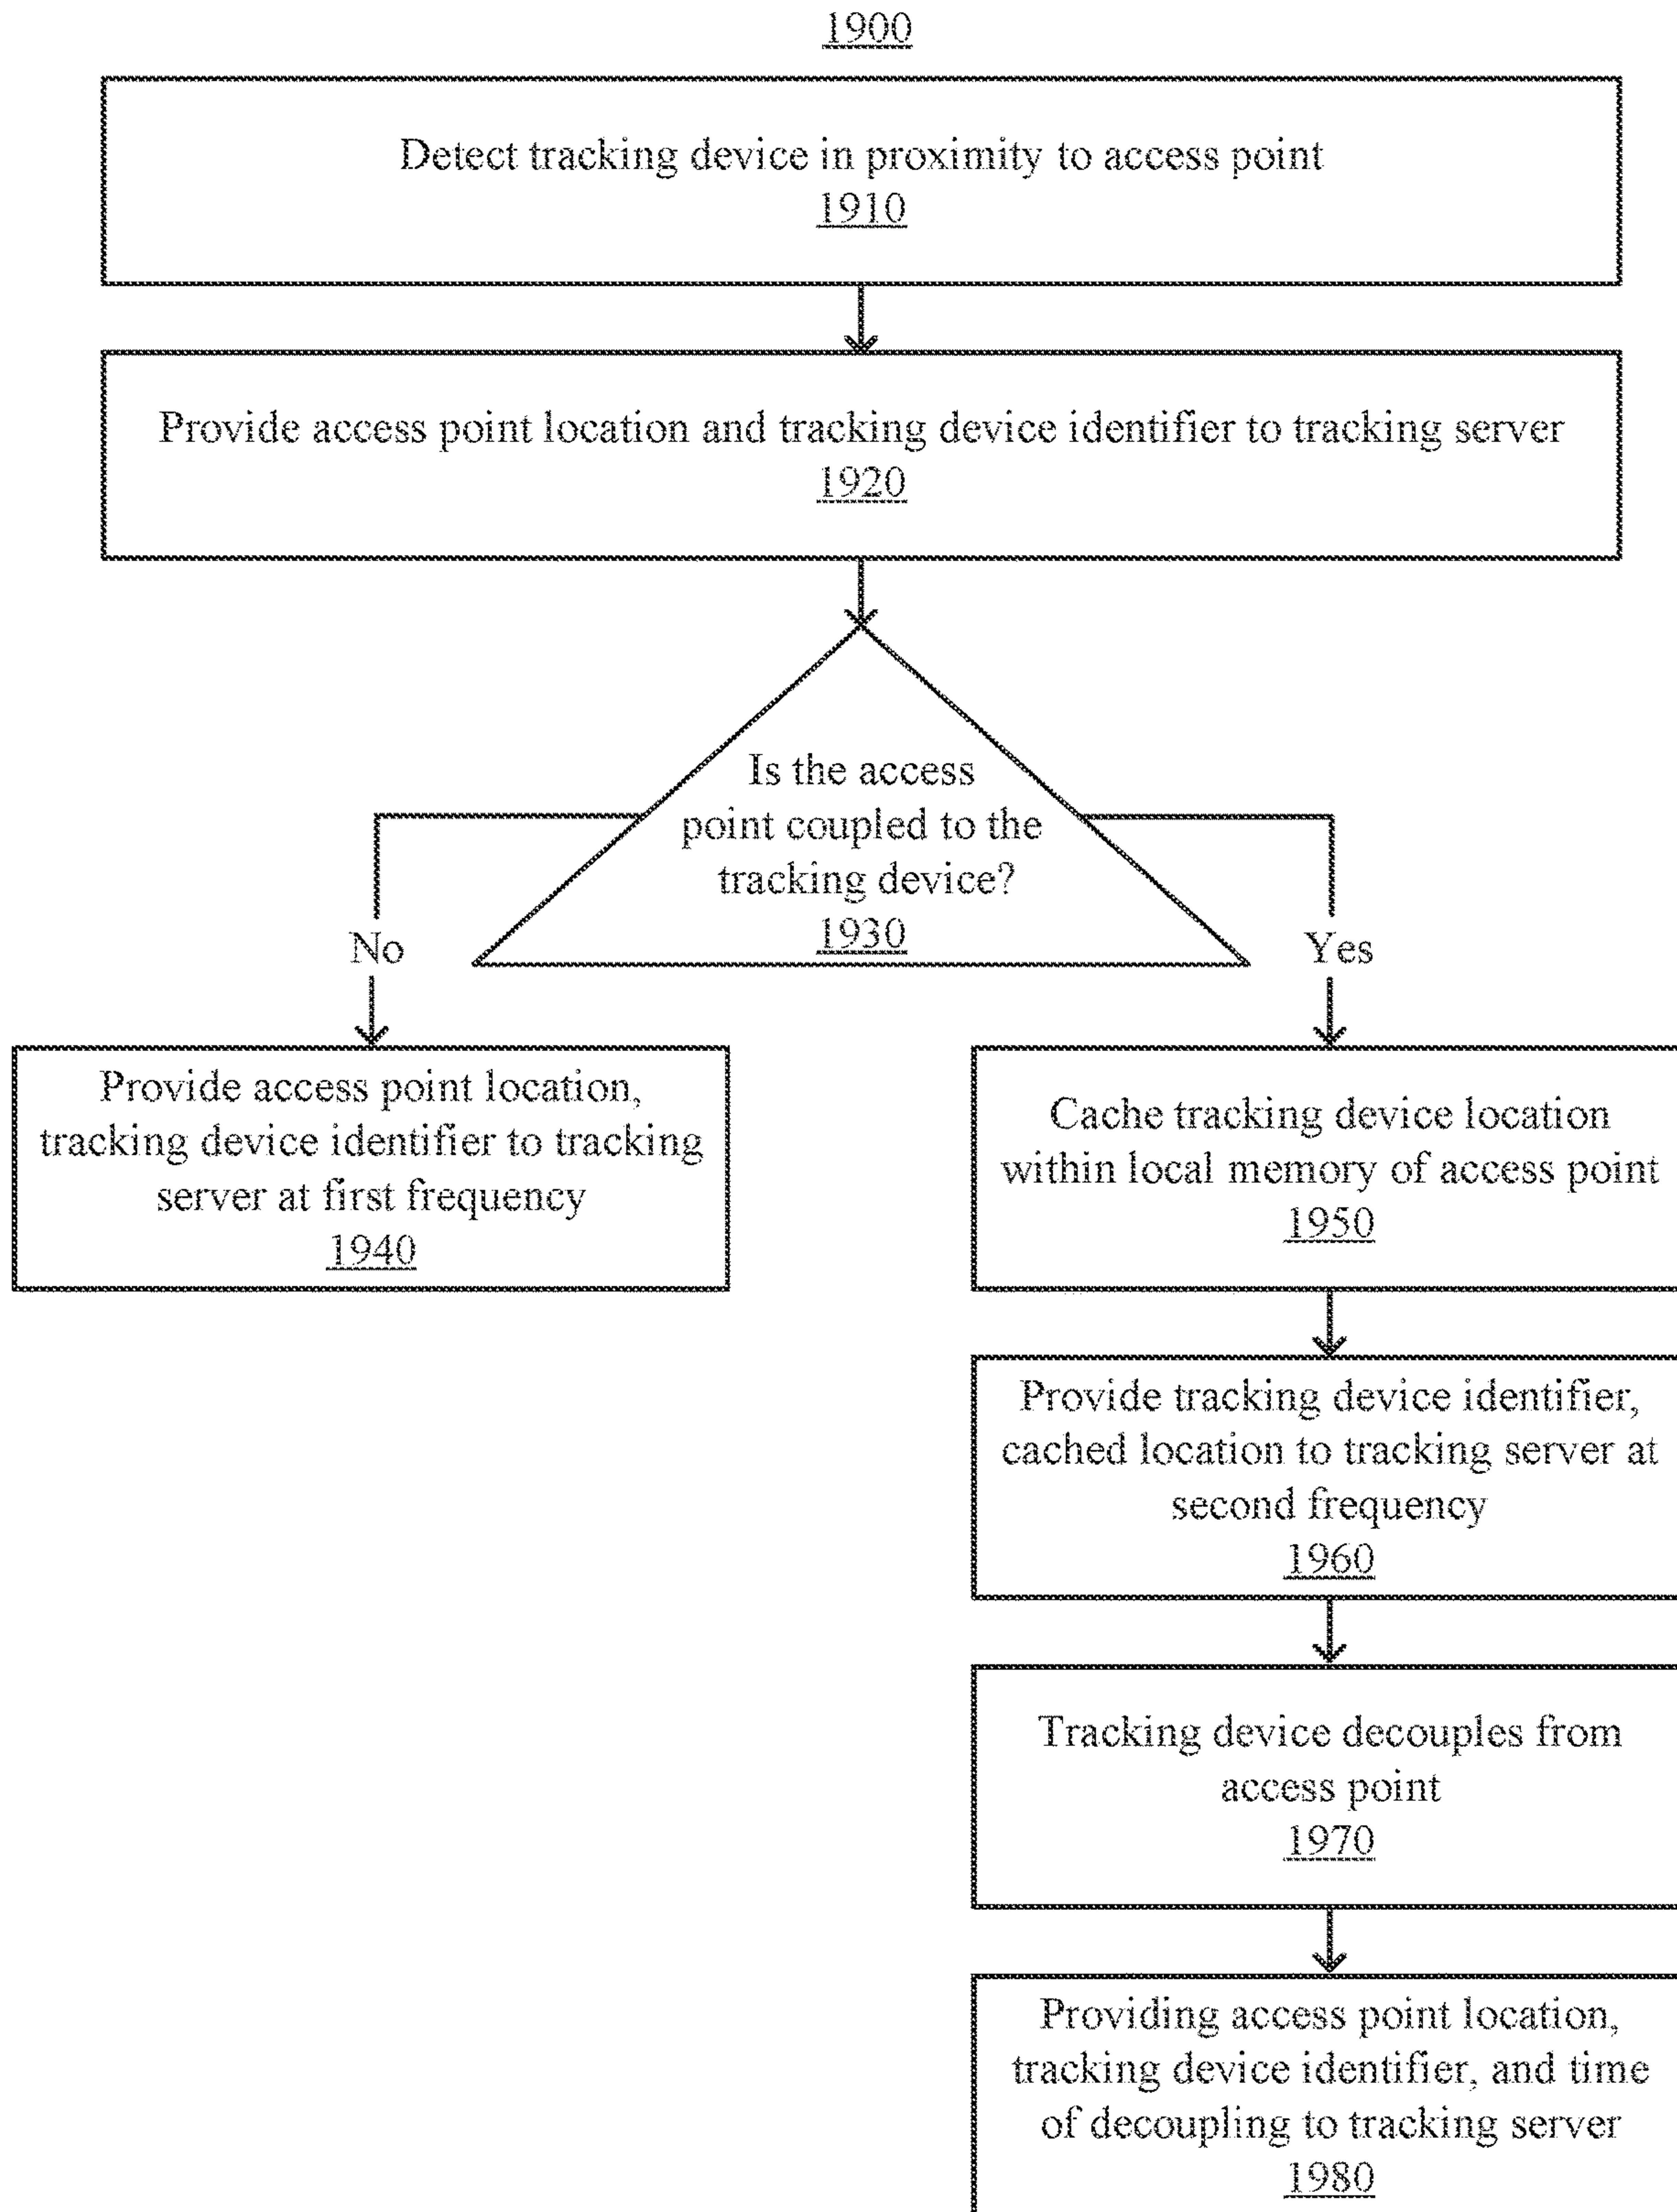 1900
Detect tracking device in proximity to access point
1910
Provide access point location and tracking device identifier to tracking server
1920
Is the access
point coupled to the
tracking device?
1930
No
Yes
Provide access point location,
tracking device identifier to tracking
server at first frequency
1940
Cache tracking device location
within local memory of access point
1950
Provide tracking device identifier,
cached location to tracking server at
second frequency
1960
Tracking device decouples from
access point
1970
Providing access point location,
tracking device identifier, and time
of decoupling to tracking server
1980